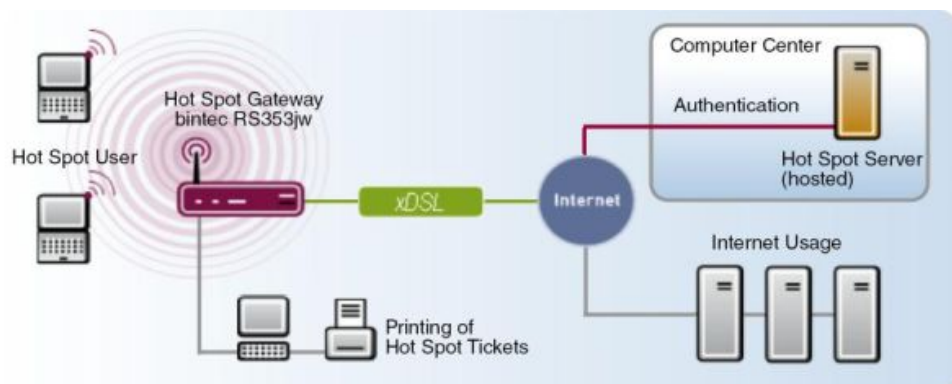 Computer Center
Hot Spot Gateway
bintec RS353jw
Authentication
Hot Spot User
Hot Spot Server
(hosted)
xDSL
Internet
Internet Usage
Printing of
Hot Spot Tickets